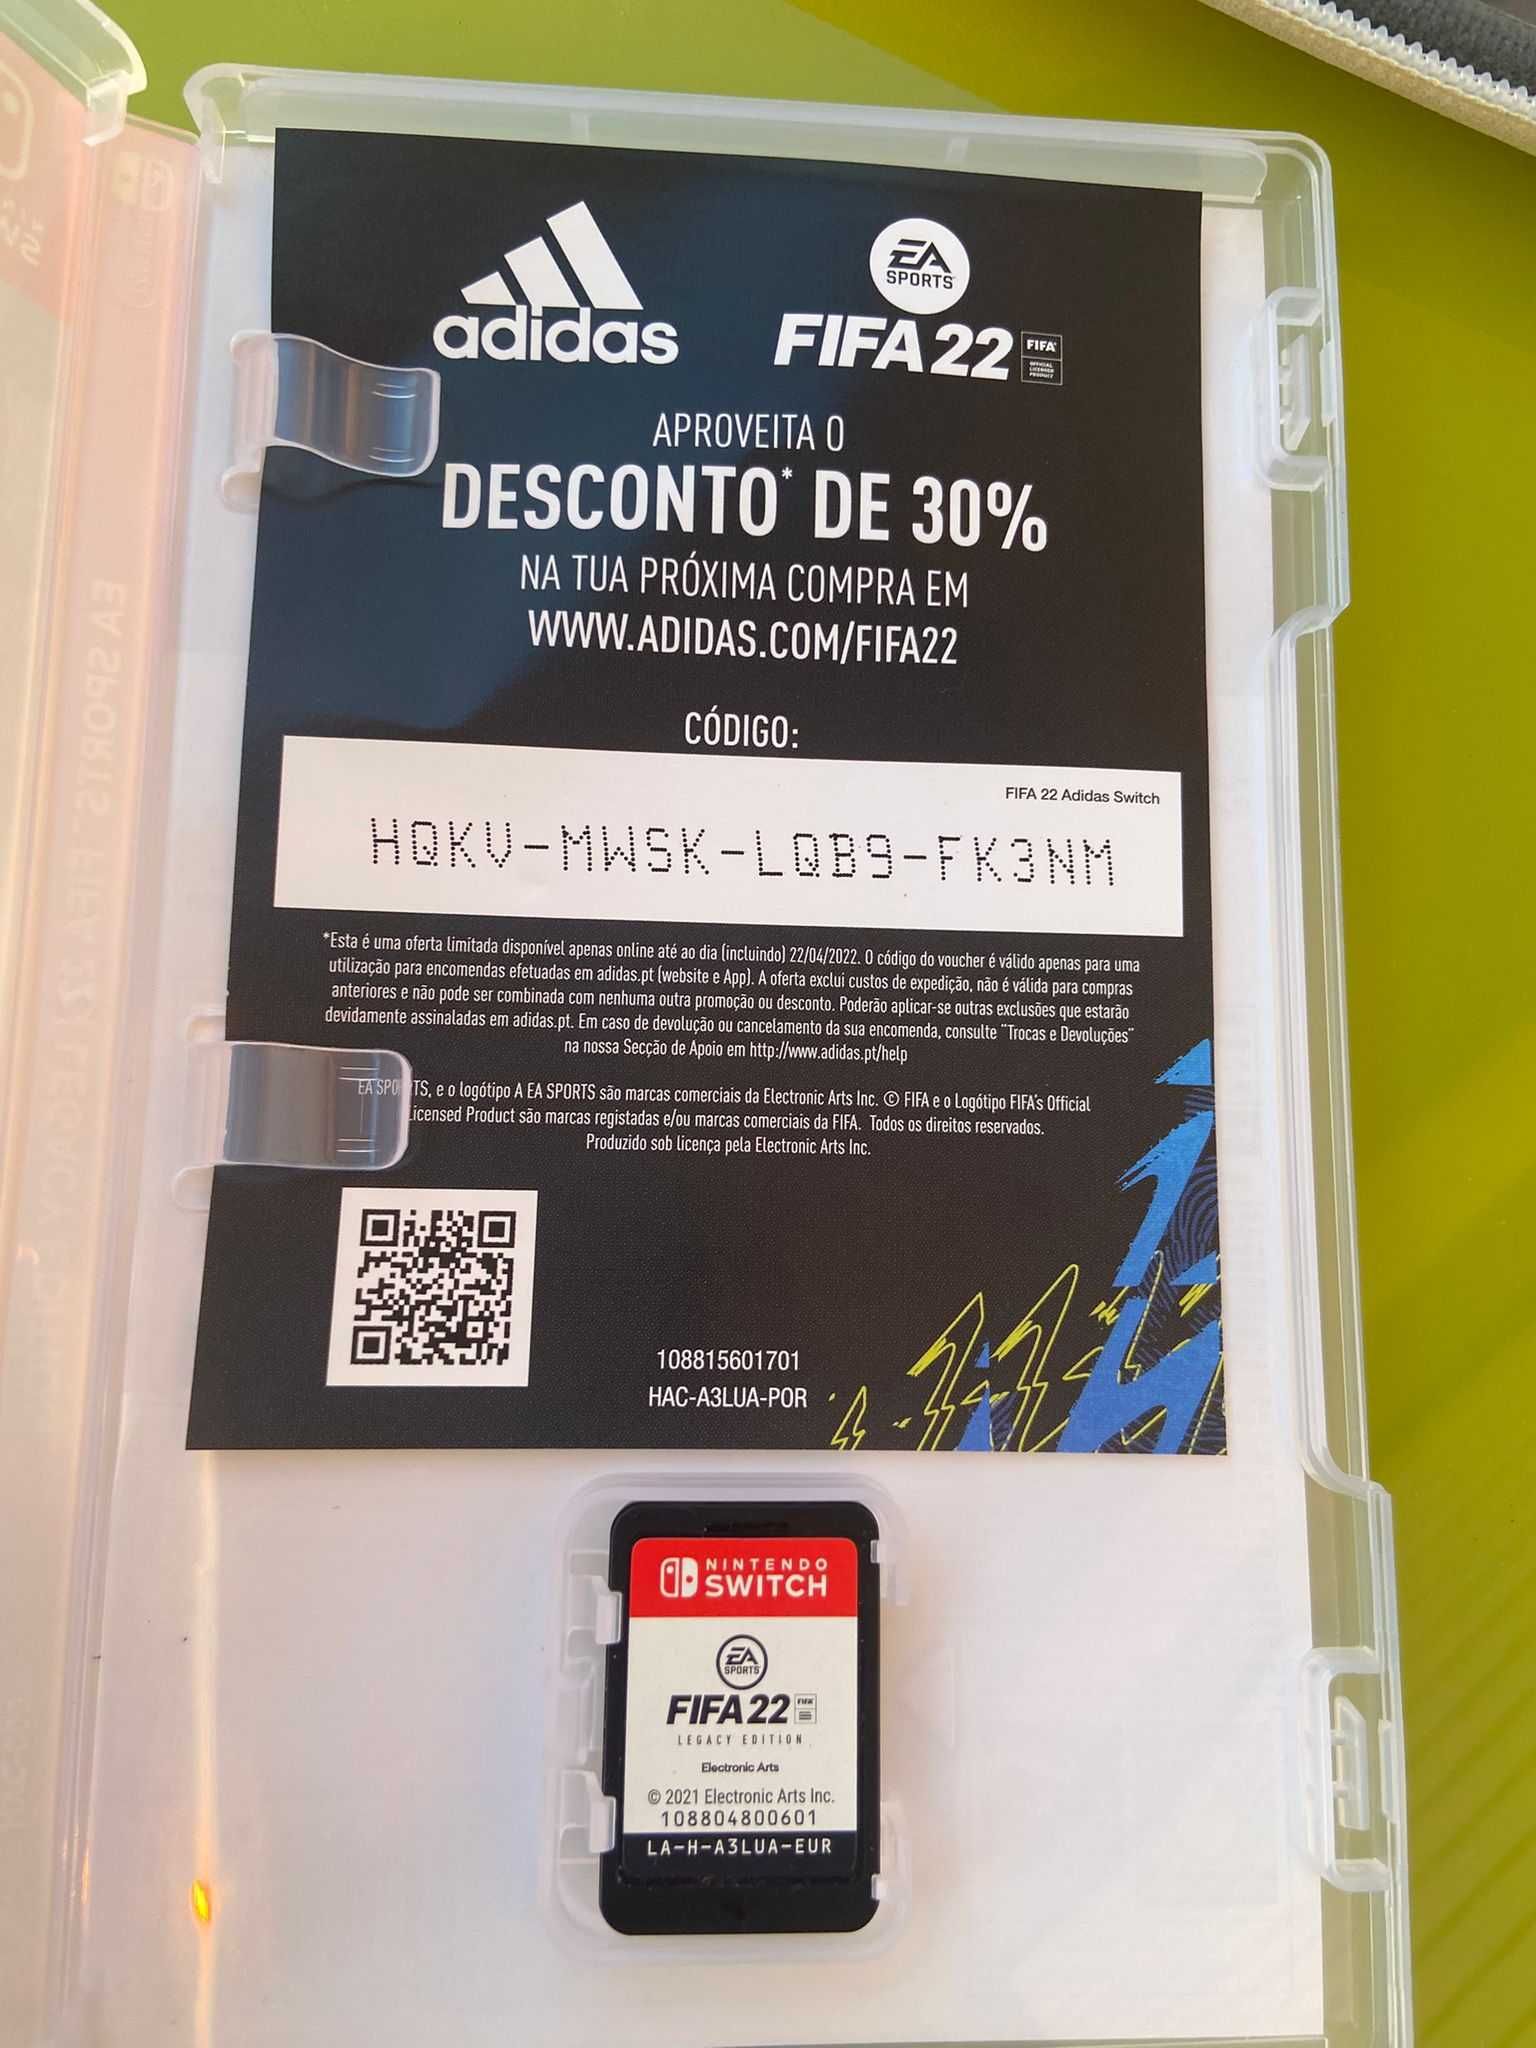 adidas
EA
SPORTS
FIFA 22
FIFA
OFFICIAL
LICENSED
PRODUCT
APROVEITA O
DESCONTO* DE 30%
NA TUA PRÓXIMA COMPRA EM
WWW.ADIDAS.COM/FIFA22
CÓDIGO:
FIFA 22 Adidas Switch
HQKV-MWSK-LQB9-FK3NM
*Esta é uma oferta limitada disponível apenas online até ao dia (incluindo) 22/04/2022. O código do voucher é válido apenas para uma
utilização para encomendas efetuadas em adidas.pt (website e App). A oferta exclui custos de expedição, não é válida para compras
anteriores e não pode ser combinada com nenhuma outra promoção ou desconto. Poderão aplicar-se outras exclusões que estarão
devidamente assinaladas em adidas.pt. Em caso de devolução ou cancelamento da sua encomenda, consulte "Trocas e Devoluções"
na nossa Secção de Apoio em http://www.adidas.pt/help
EA SPORTS, e o logótipo A EA SPORTS são marcas comerciais da Electronic Arts Inc. © FIFA e o Logótipo FIFA's Official
Licensed Product são marcas registadas e/ou marcas comerciais da FIFA. Todos os direitos reservados.
Produzido sob licença pela Electronic Arts Inc.
108815601701
HAC-A3LUA-POR
NINTENDO
SWITCH
EA
SPORTS
FIFA 22
FIFA
LEGACY EDITION
Electronic Arts
© 2021 Electronic Arts Inc.
108804800601
LA-H-A3LUA-EUR